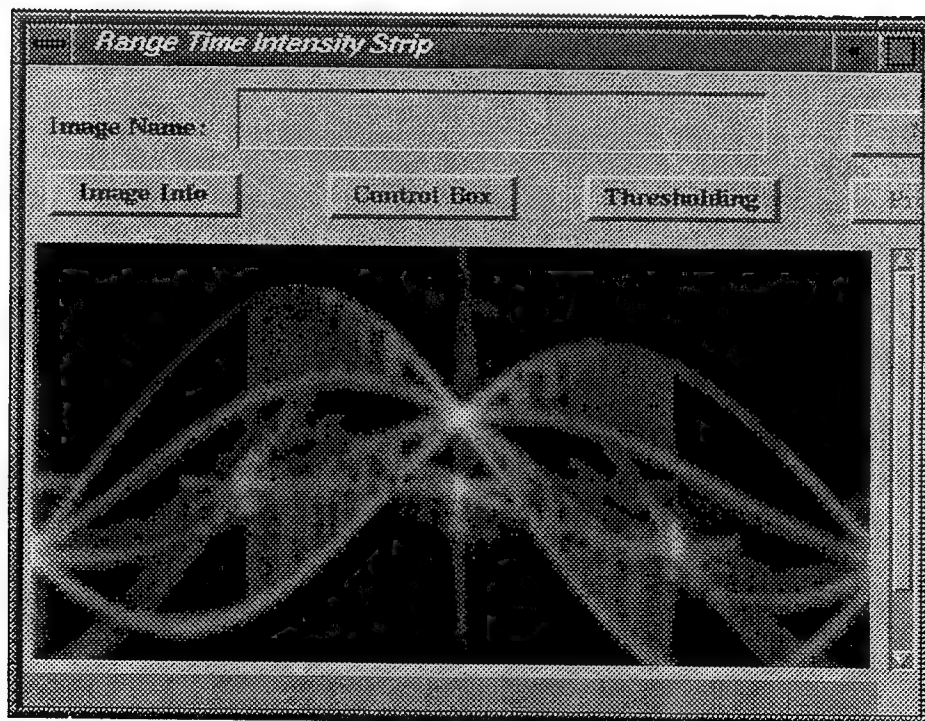 Range Time Intensity Strip
Image Name:
Image Info Control Box Thresholding